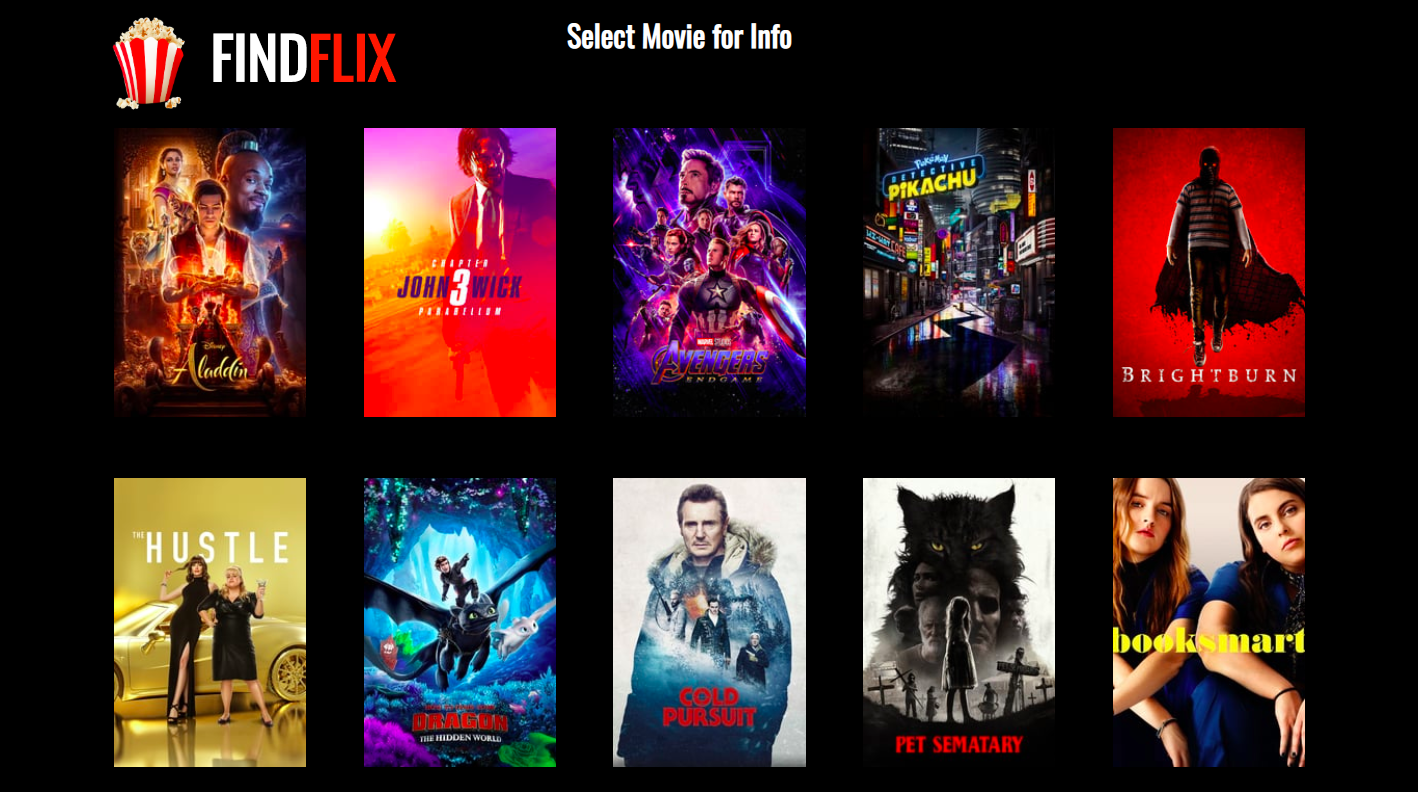 FINDFLIX
Select Movie for Info
Disney
Aladdin
CHAPTER
JOHN 3 WICK
PARABELLUM
MARVEL STUDIOS
AVENGERS
ENDGAME
POKÉMON
DETECTIVE
PIKACHU
BRIGHTBURN
THE HUSTLE
DRAGON
THE HIDDEN WORLD
COLD
PURSUIT
PET SEMATARY
booksmart